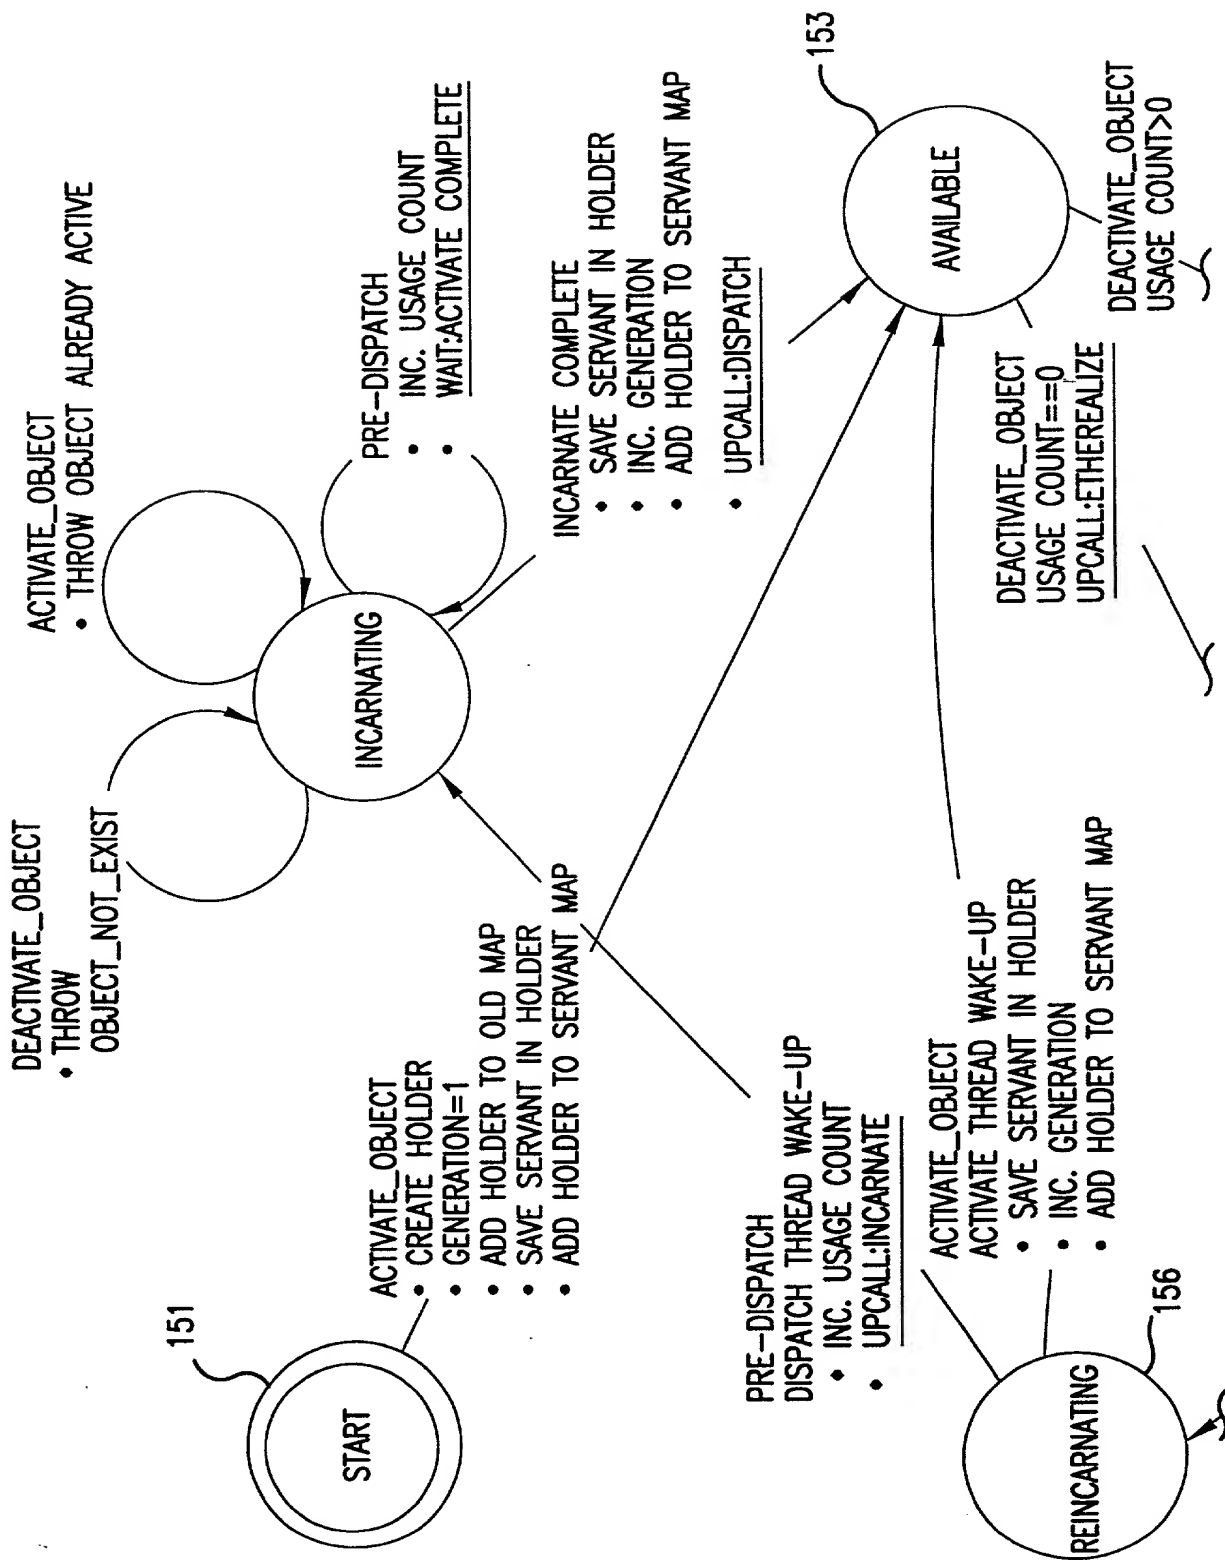 151
START
ACTIVATE_OBJECT
• CREATE HOLDER
• GENERATION=1
• ADD HOLDER TO OLD MAP
• SAVE SERVANT IN HOLDER
• ADD HOLDER TO SERVANT MAP
DEACTIVATE_OBJECT
• THROW
OBJECT_NOT_EXIST
ACTIVATE_OBJECT
• THROW OBJECT ALREADY ACTIVE
INCARNATING
PRE-DISPATCH
• INC. USAGE COUNT
• WAIT:ACTIVATE COMPLETE
INCARNATE COMPLETE
• SAVE SERVANT IN HOLDER
• INC. GENERATION
• ADD HOLDER TO SERVANT MAP
• UPCALL:DISPATCH
PRE-DISPATCH
DISPATCH THREAD WAKE-UP
• INC. USAGE COUNT
• UPCALL:INCARNATE
ACTIVATE_OBJECT
ACTIVATE THREAD WAKE-UP
• SAVE SERVANT IN HOLDER
• INC. GENERATION
• ADD HOLDER TO SERVANT MAP
REINCARNATING
156
153
AVAILABLE
DEACTIVATE_OBJECT
USAGE COUNT==0
UPCALL:ETHEREALIZE
DEACTIVATE_OBJECT
USAGE COUNT>0